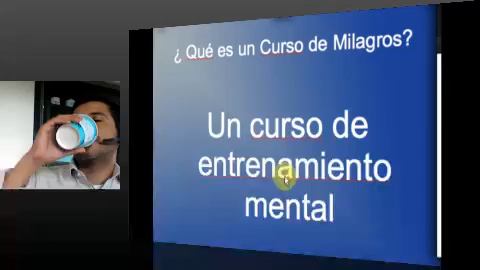 ¿ Qué es un Curso de Milagros?
Un curso de
entrenamiento
mental